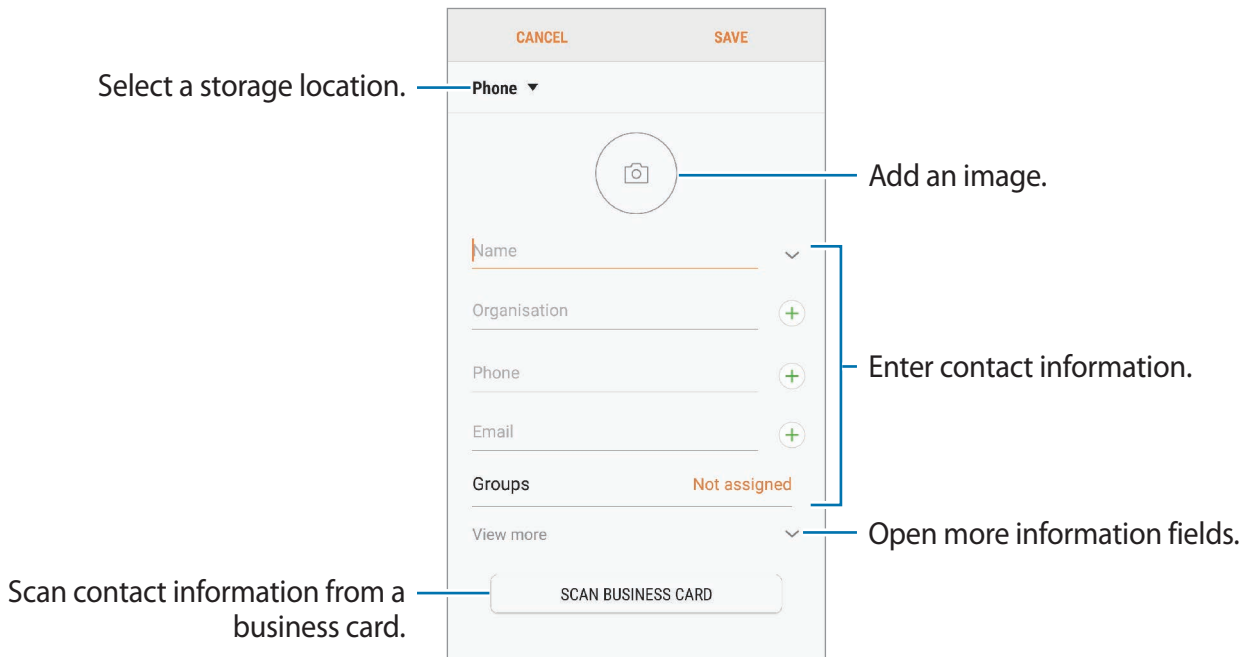 CANCEL SAVE
Select a storage location.
Phone
Add an image.
Name
Organisation
Phone
Enter contact information.
Email
Groups Not assigned
View more
Open more information fields.
Scan contact information from a
business card.
SCAN BUSINESS CARD